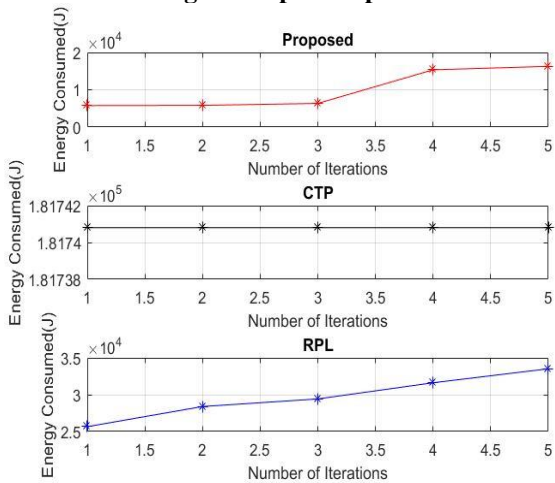 Proposed
×10^4
Energy Consumed(J)
2
1
0
1 1.5 2 2.5 3 3.5 4 4.5 5
Number of Iterations
CTP
×10^5
Energy Consumed(J)
1.81742
1.8174
1.81738
1 1.5 2 2.5 3 3.5 4 4.5 5
Number of Iterations
RPL
×10^4
Energy Consumed(J)
3.5
3
2.5
1 1.5 2 2.5 3 3.5 4 4.5 5
Number of Iterations